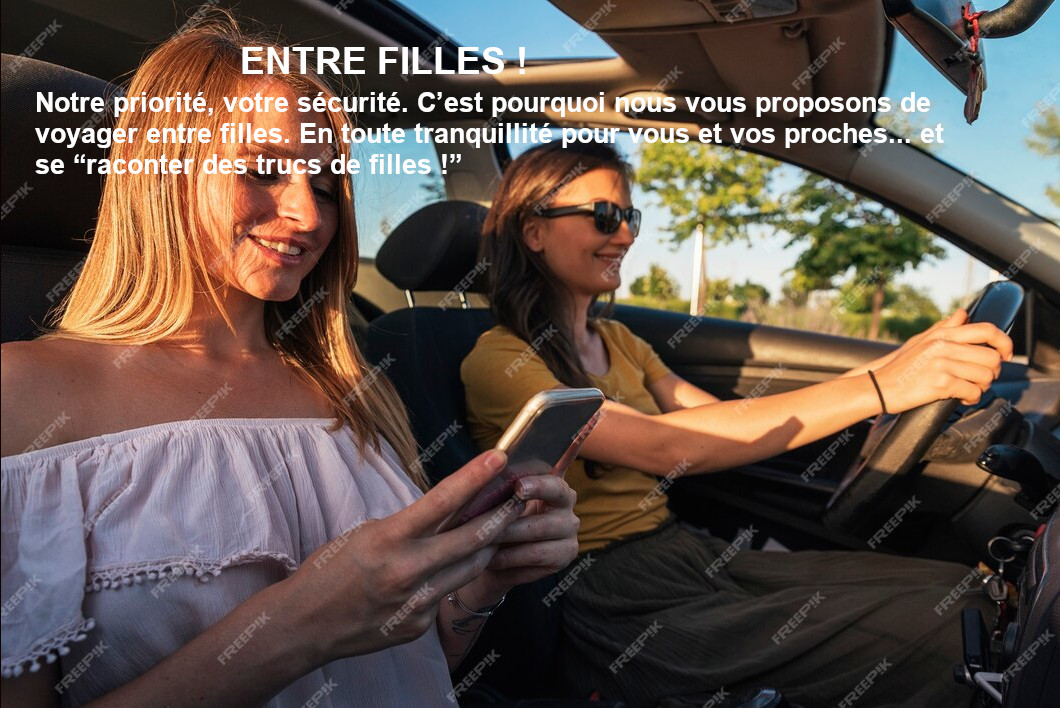 ENTRE FILLES !
Notre priorité, votre sécurité. C’est pourquoi nous vous proposons de
voyager entre filles. En toute tranquillité pour vous et vos proches... et
se “raconter des trucs de filles !”
FREEPIK